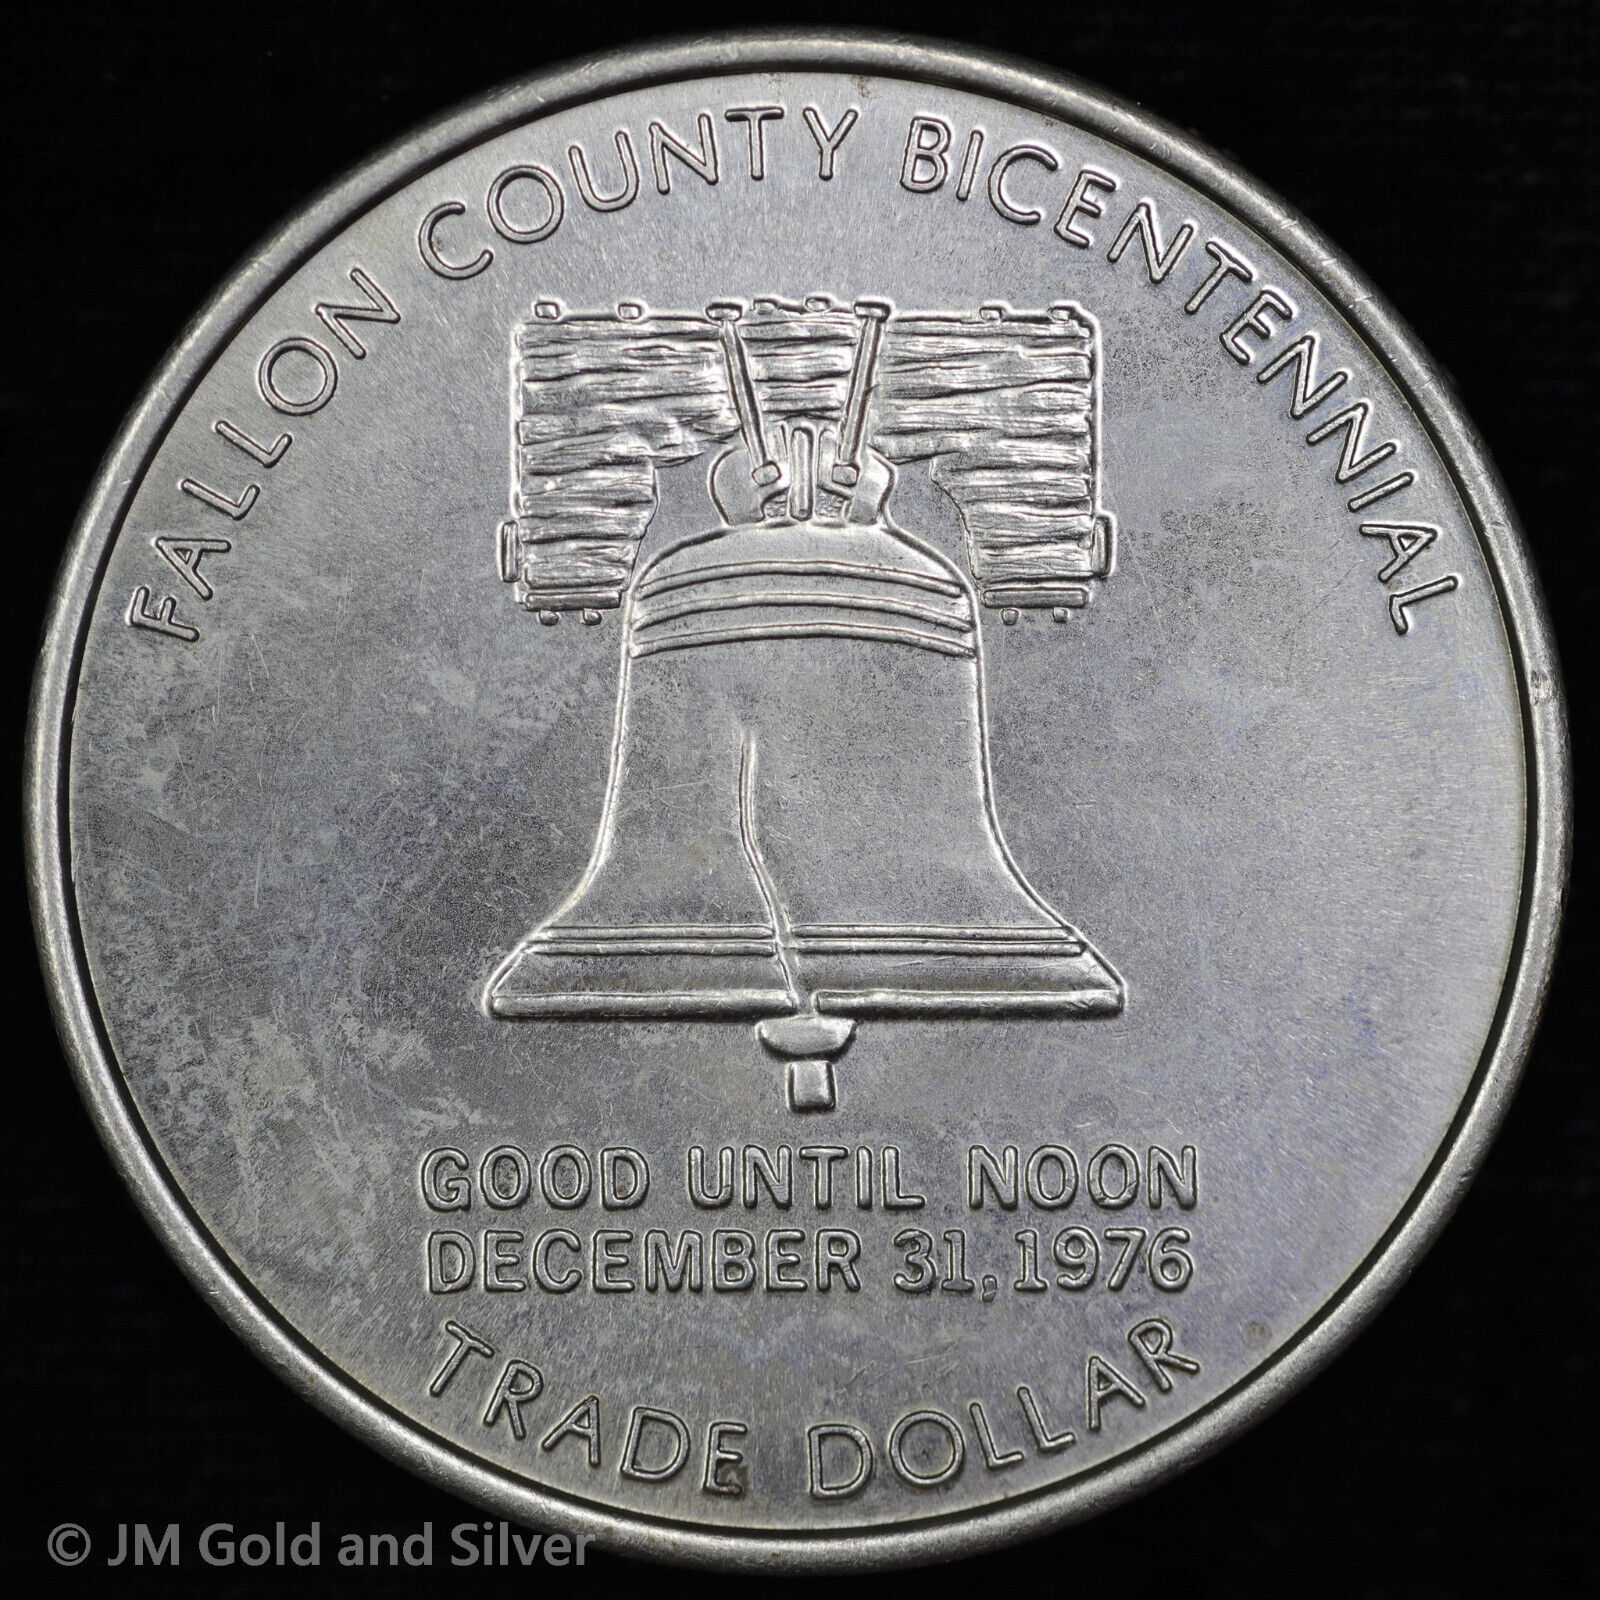 FALLON COUNTY BICENTENNIAL
GOOD UNTIL NOON
DECEMBER 31, 1976
TRADE DOLLAR
© JM Gold and Silver